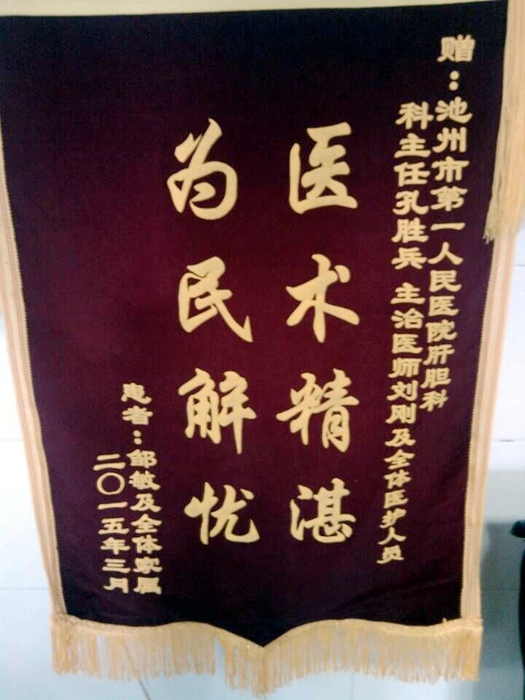 赠：池州市第一人民医院肝胆科
科主任孔胜兵 主治医师刘刚及全体医护人员
医术精湛
为民解忧
患者：邹敏及全体家属
二〇一五年三月